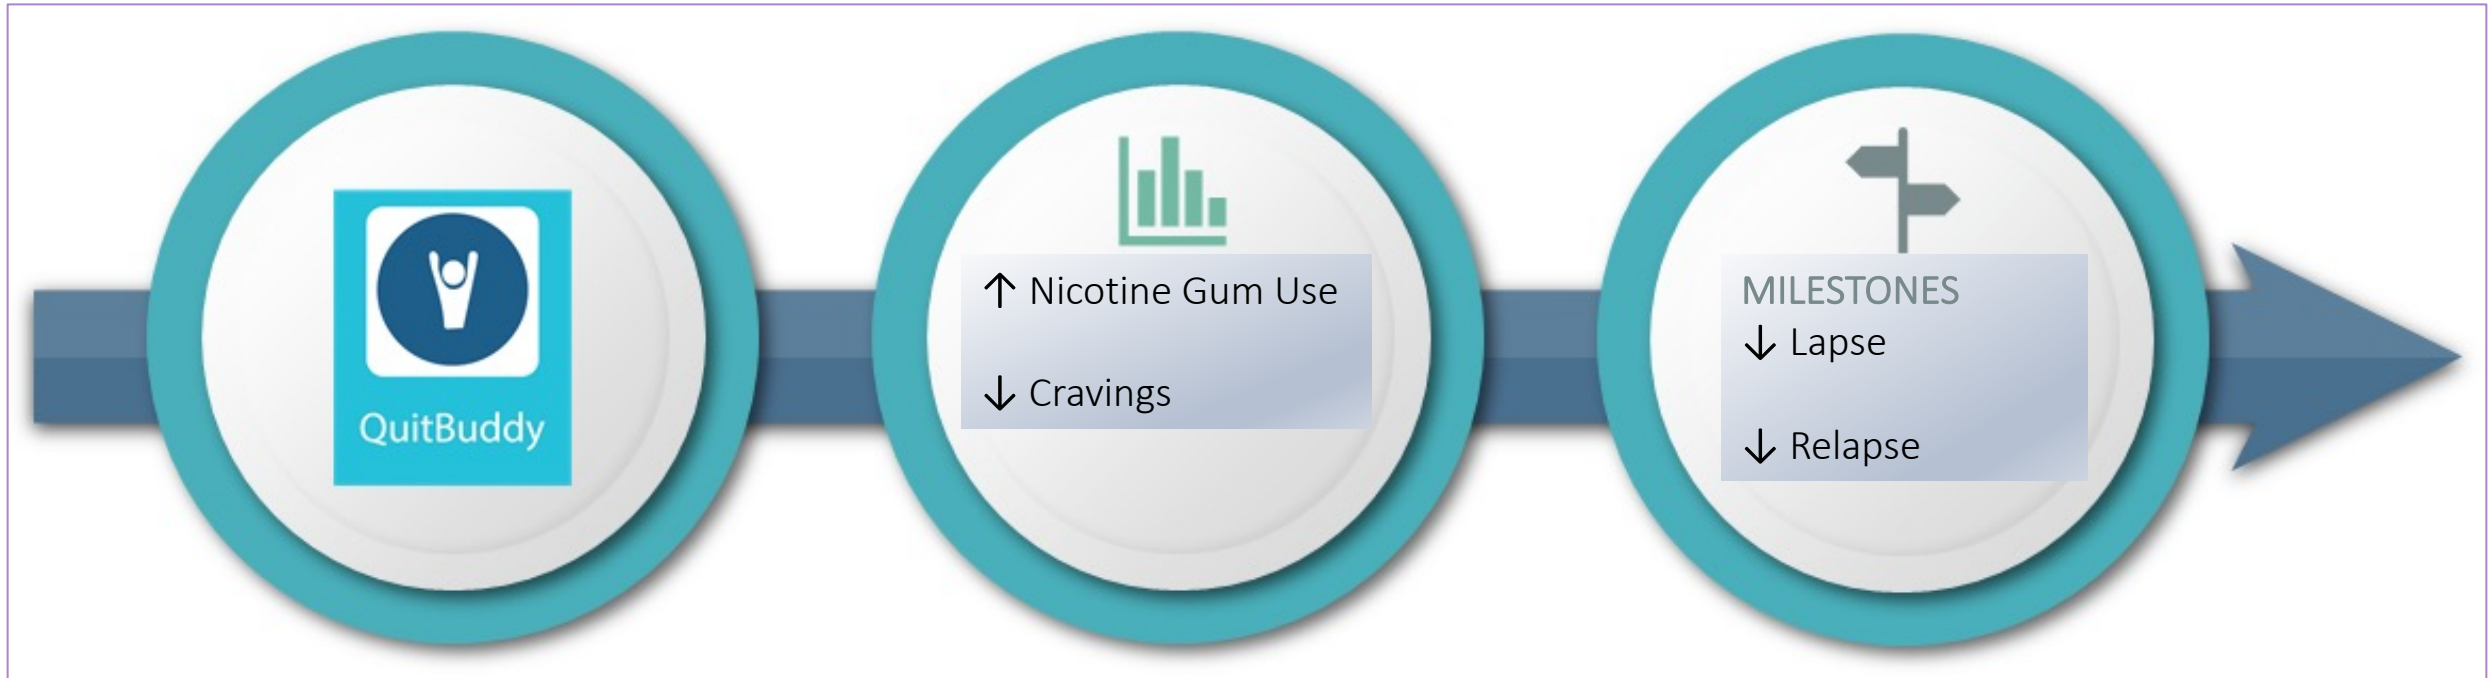 QuitBuddy
↑ Nicotine Gum Use
↓ Cravings
MILESTONES
↓ Lapse
↓ Relapse